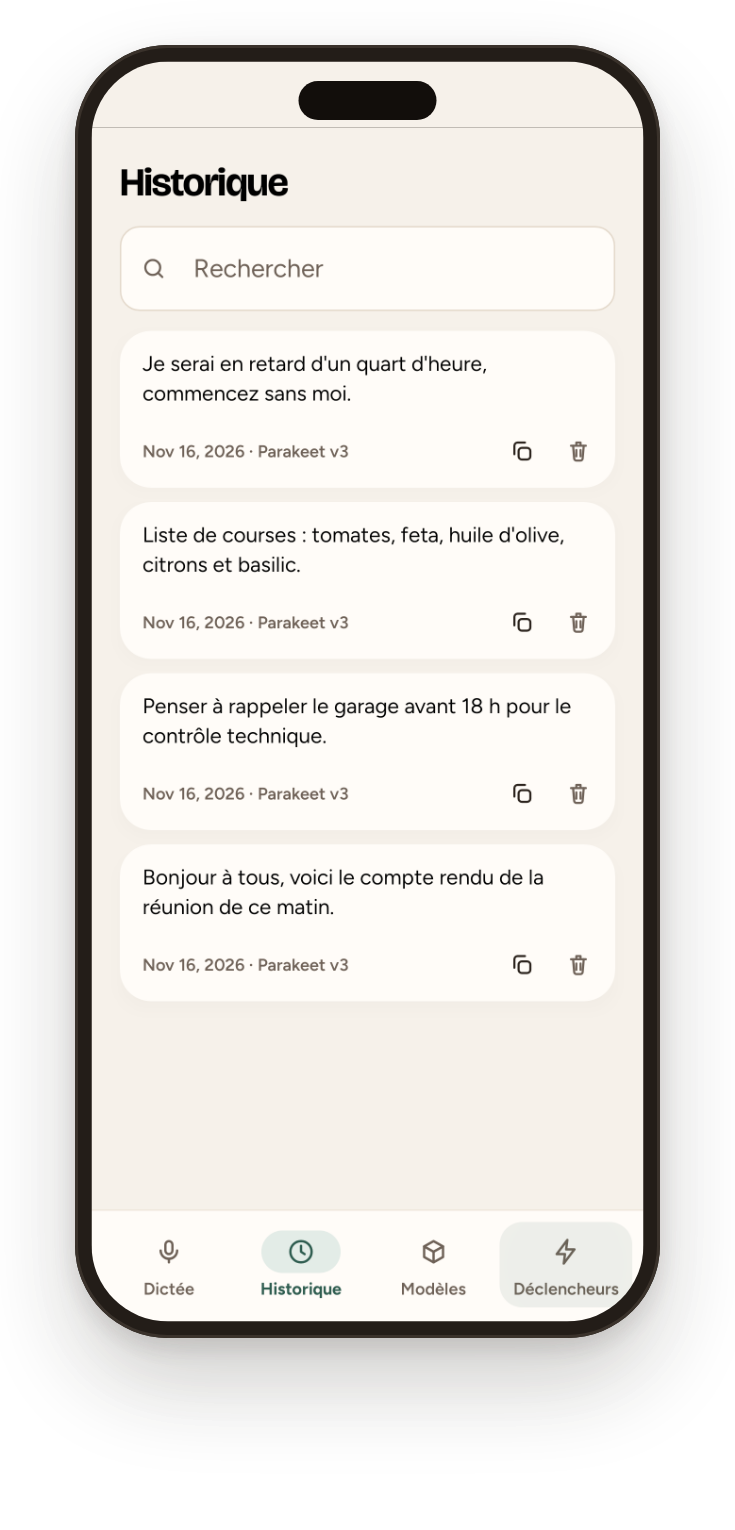 Historique
Rechercher
Je serai en retard d'un quart d'heure,
commencez sans moi.
Nov 16, 2026 · Parakeet v3
Liste de courses : tomates, feta, huile d'olive,
citrons et basilic.
Nov 16, 2026 · Parakeet v3
Penser à rappeler le garage avant 18 h pour le
contrôle technique.
Nov 16, 2026 · Parakeet v3
Bonjour à tous, voici le compte rendu de la
réunion de ce matin.
Nov 16, 2026 · Parakeet v3
Dictée Historique Modèles Déclencheurs